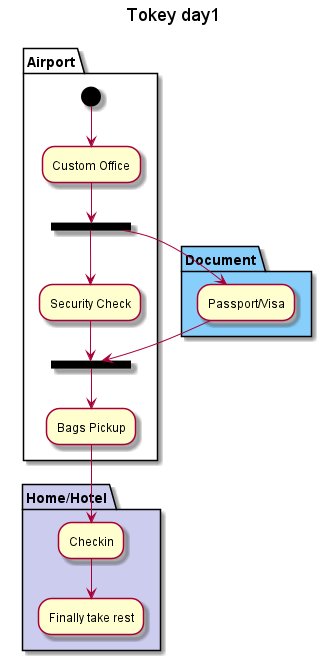 Tokey day1
Airport
Custom Office
Document
Security Check
Passport/Visa
Bags Pickup
Home/Hotel
Checkin
Finally take rest